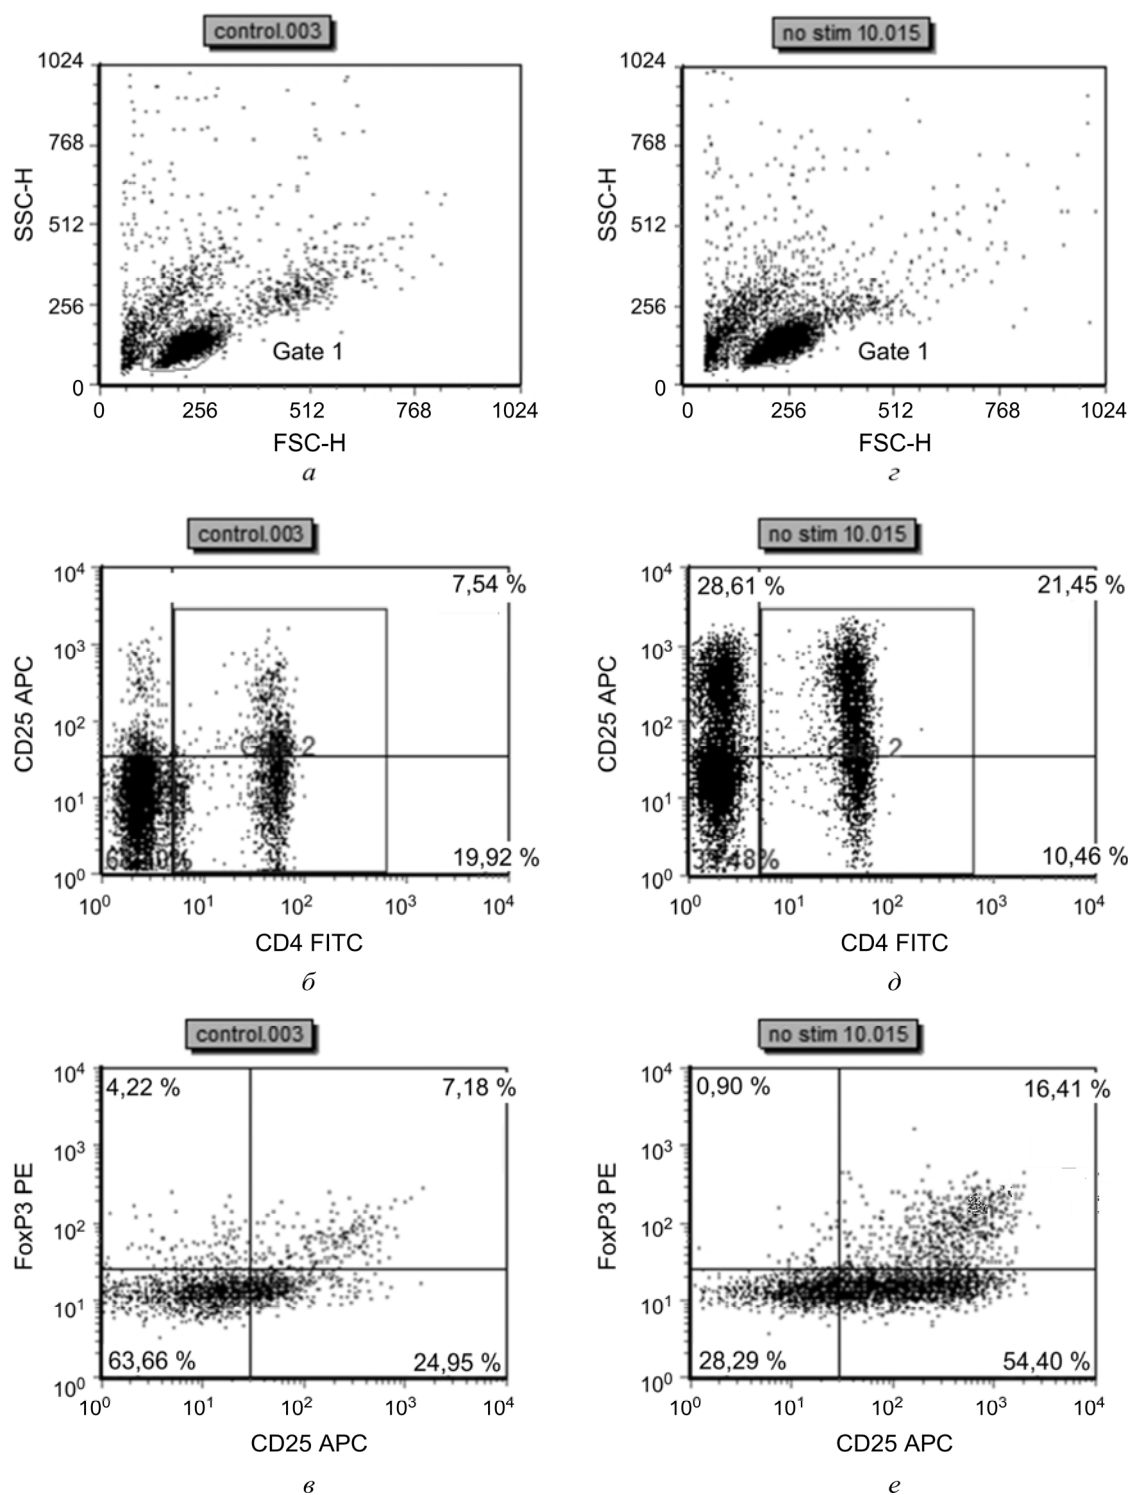 control.003
no stim 10.015
1024
768
512
256
0
SSC-H
0 256 512 768 1024
FSC-H
Gate 1
а
1024
768
512
256
0
SSC-H
0 256 512 768 1024
FSC-H
Gate 1
г
control.003
no stim 10.015
10⁴
10³
10²
10¹
10⁰
CD25 APC
7,54 %
19,92 %
10⁰ 10¹ 10² 10³ 10⁴
CD4 FITC
б
10⁴
10³
10²
10¹
10⁰
CD25 APC
28,61 %
21,45 %
10,46 %
10⁰ 10¹ 10² 10³ 10⁴
CD4 FITC
д
control.003
no stim 10.015
10⁴
10³
10²
10¹
10⁰
FoxP3 PE
4,22 %
7,18 %
63,66 %
24,95 %
10⁰ 10¹ 10² 10³ 10⁴
CD25 APC
в
10⁴
10³
10²
10¹
10⁰
FoxP3 PE
0,90 %
16,41 %
28,29 %
54,40 %
10⁰ 10¹ 10² 10³ 10⁴
CD25 APC
е